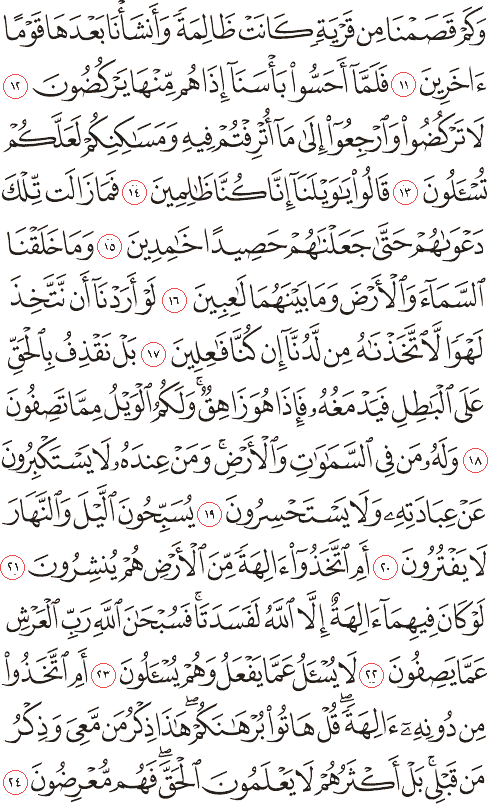 وَكَمْ قَصَمْنَا مِن قَرْيَةٍ كَانَتْ ظَالِمَةً وَأَنشَأْنَا بَعْدَهَا قَوْمًا
ءَاخَرِينَ ١١ فَلَمَّآ أَحَسُّوا۟ بَأْسَنَآ إِذَا هُم مِّنْهَا يَرْكُضُونَ ١٢
لَا تَرْكُضُوا۟ وَٱرْجِعُوٓا۟ إِلَىٰ مَآ أُتْرِفْتُمْ فِيهِ وَمَسَـٰكِنِكُمْ لَعَلَّكُمْ
تُسْـَٔلُونَ ١٣ قَالُوا۟ يَـٰوَيْلَنَآ إِنَّا كُنَّا ظَـٰلِمِينَ ١٤ فَمَا زَالَت تِّلْكَ
دَعْوَىٰهُمْ حَتَّىٰ جَعَلْنَـٰهُمْ حَصِيدًا خَـٰمِدِينَ ١٥ وَمَا خَلَقْنَا
ٱلسَّمَآءَ وَٱلْأَرْضَ وَمَا بَيْنَهُمَا لَـٰعِبِينَ ١٦ لَوْ أَرَدْنَآ أَن نَّتَّخِذَ
لَهْوًا لَّٱتَّخَذْنَـٰهُ مِن لَّدُنَّآ إِن كُنَّا فَـٰعِلِينَ ١٧ بَلْ نَقْذِفُ بِٱلْحَقِّ
عَلَى ٱلْبَـٰطِلِ فَيَدْمَغُهُۥ فَإِذَا هُوَ زَاهِقٌ ۚ وَلَكُمُ ٱلْوَيْلُ مِمَّا تَصِفُونَ
١٨ وَلَهُۥ مَن فِى ٱلسَّمَـٰوَٰتِ وَٱلْأَرْضِ ۚ وَمَنْ عِندَهُۥ لَا يَسْتَكْبِرُونَ
عَنْ عِبَادَتِهِۦ وَلَا يَسْتَحْسِرُونَ ١٩ يُسَبِّحُونَ ٱلَّيْلَ وَٱلنَّهَارَ
لَا يَفْتُرُونَ ٢٠ أَمِ ٱتَّخَذُوٓا۟ ءَالِهَةً مِّنَ ٱلْأَرْضِ هُمْ يُنشِرُونَ ٢١
لَوْ كَانَ فِيهِمَآ ءَالِهَةٌ إِلَّا ٱللَّهُ لَفَسَدَتَا ۚ فَسُبْحَـٰنَ ٱللَّهِ رَبِّ ٱلْعَرْشِ
عَمَّا يَصِفُونَ ٢٢ لَا يُسْـَٔلُ عَمَّا يَفْعَلُ وَهُمْ يُسْـَٔلُونَ ٢٣ أَمِ ٱتَّخَذُوا۟
مِن دُونِهِۦٓ ءَالِهَةً ۖ قُلْ هَاتُوا۟ بُرْهَـٰنَكُمْ ۖ هَـٰذَا ذِكْرُ مَن مَّعِىَ وَذِكْرُ
مَن قَبْلِى ۗ بَلْ أَكْثَرُهُمْ لَا يَعْلَمُونَ ٱلْحَقَّ ۖ فَهُم مُّعْرِضُونَ ٢٤